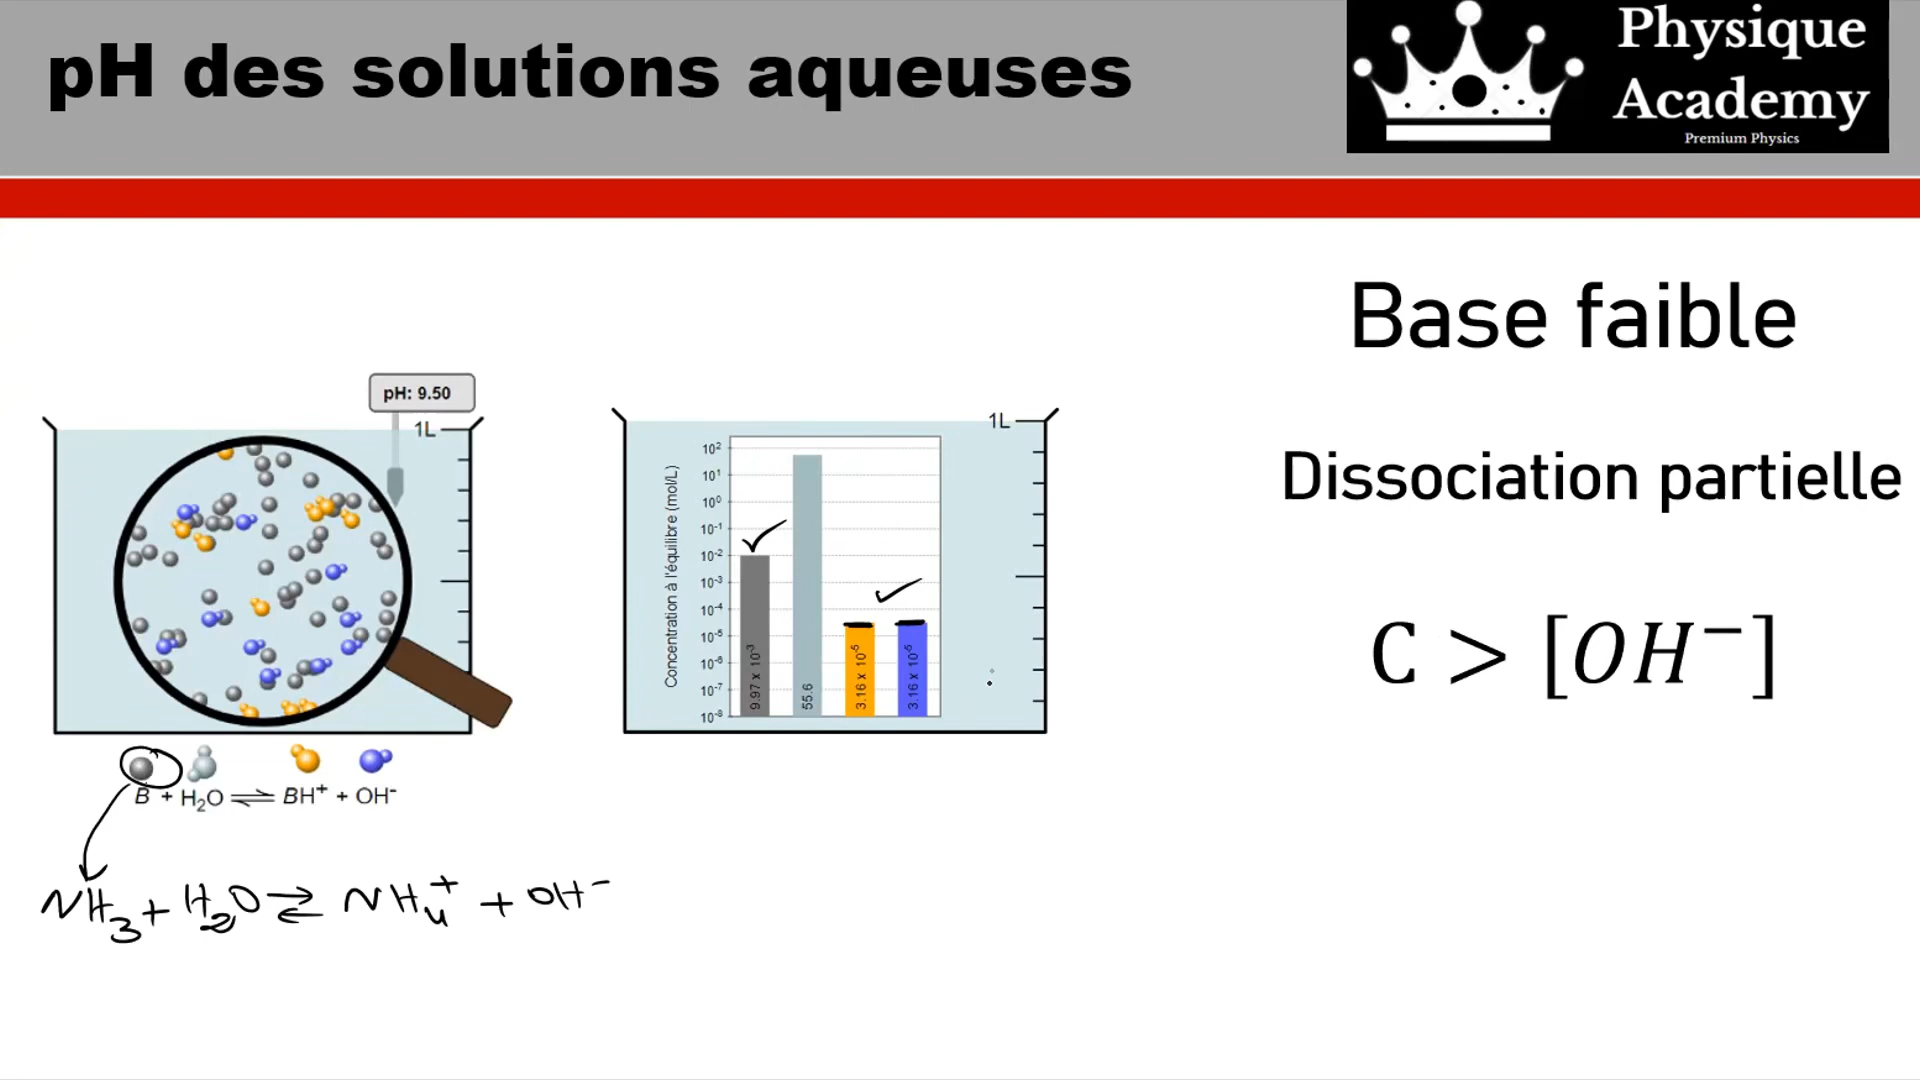 pH des solutions aqueuses
Physique
Academy
Premium Physics
Base faible
Dissociation partielle
C > [OH⁻]
pH: 9.50
1L
B + H₂O ⇌ BH⁺ + OH⁻
NH₃ + H₂O ⇌ NH₄⁺ + OH⁻
1L
Concentration à l'équilibre (mol/L)
10²
10¹
10⁰
10⁻¹
10⁻²
10⁻³
10⁻⁴
10⁻⁵
10⁻⁶
10⁻⁷
10⁻⁸
9.97 x 10⁻³
55.6
3.16 x 10⁻⁵
3.16 x 10⁻⁵